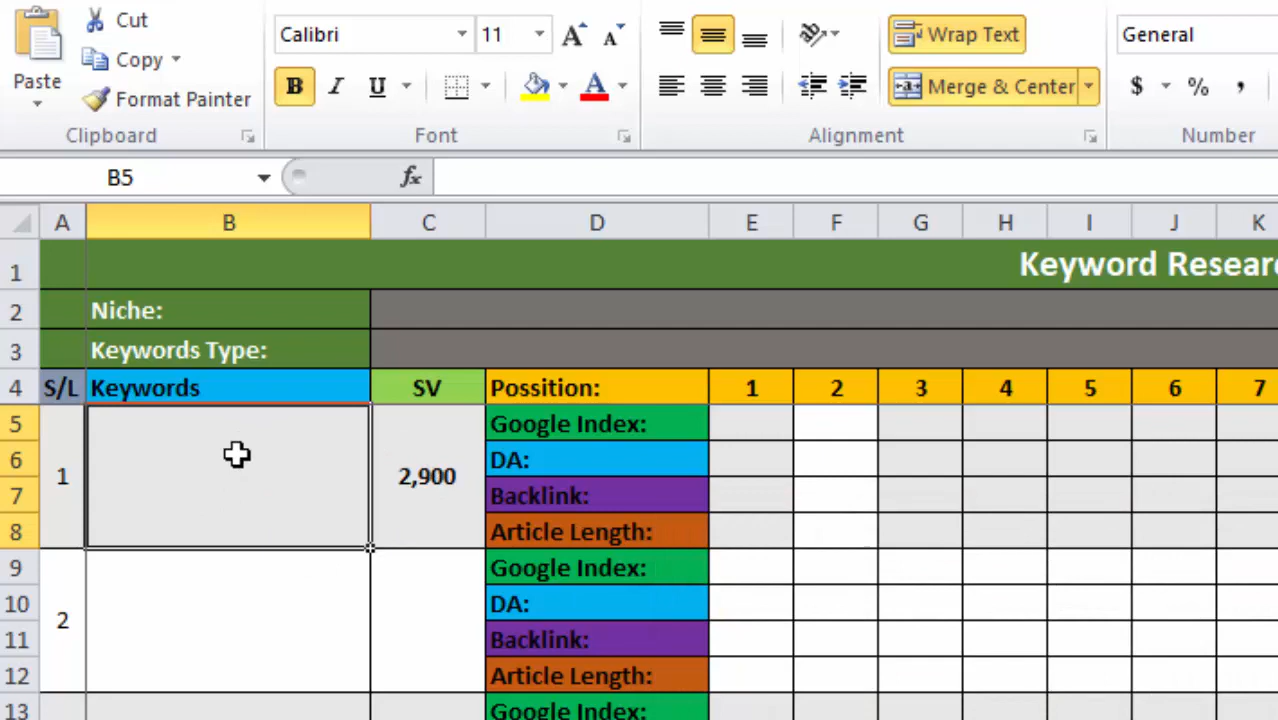 Cut
Calibri 11 A A Wrap Text General
Copy
Paste B I U A Merge & Center $ % ,
Format Painter
Clipboard Font Alignment Number
B5 fx
A B C D E F G H I J K
1 Keyword Resear
2 Niche:
3 Keywords Type:
4 S/L Keywords SV Possition: 1 2 3 4 5 6 7
5 Google Index:
6 DA:
1 2,900
7 Backlink:
8 Article Length:
9 Google Index:
10 DA:
2
11 Backlink:
12 Article Length:
13 Google Index: